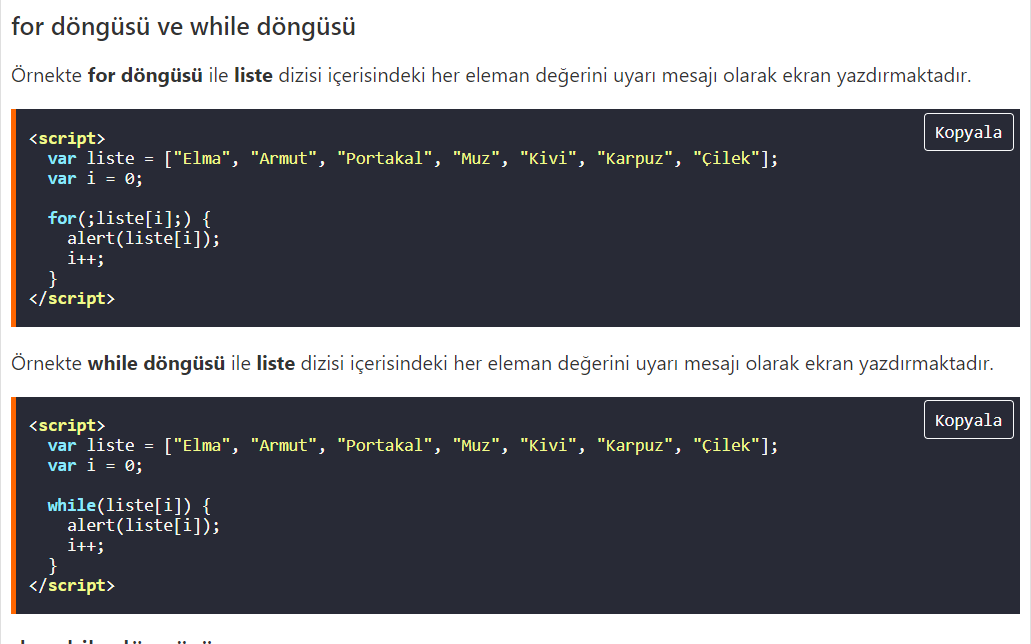 for döngüsü ve while döngüsü
Örnekte for döngüsü ile liste dizisi içerisindeki her eleman değerini uyarı mesajı olarak ekran yazdırmaktadır.
Kopyala
<script>
var liste = ["Elma", "Armut", "Portakal", "Muz", "Kivi", "Karpuz", "Çilek"];
var i = 0;
for(;liste[i];) {
alert(liste[i]);
i++;
}
</script>
Örnekte while döngüsü ile liste dizisi içerisindeki her eleman değerini uyarı mesajı olarak ekran yazdırmaktadır.
Kopyala
<script>
var liste = ["Elma", "Armut", "Portakal", "Muz", "Kivi", "Karpuz", "Çilek"];
var i = 0;
while(liste[i]) {
alert(liste[i]);
i++;
}
</script>